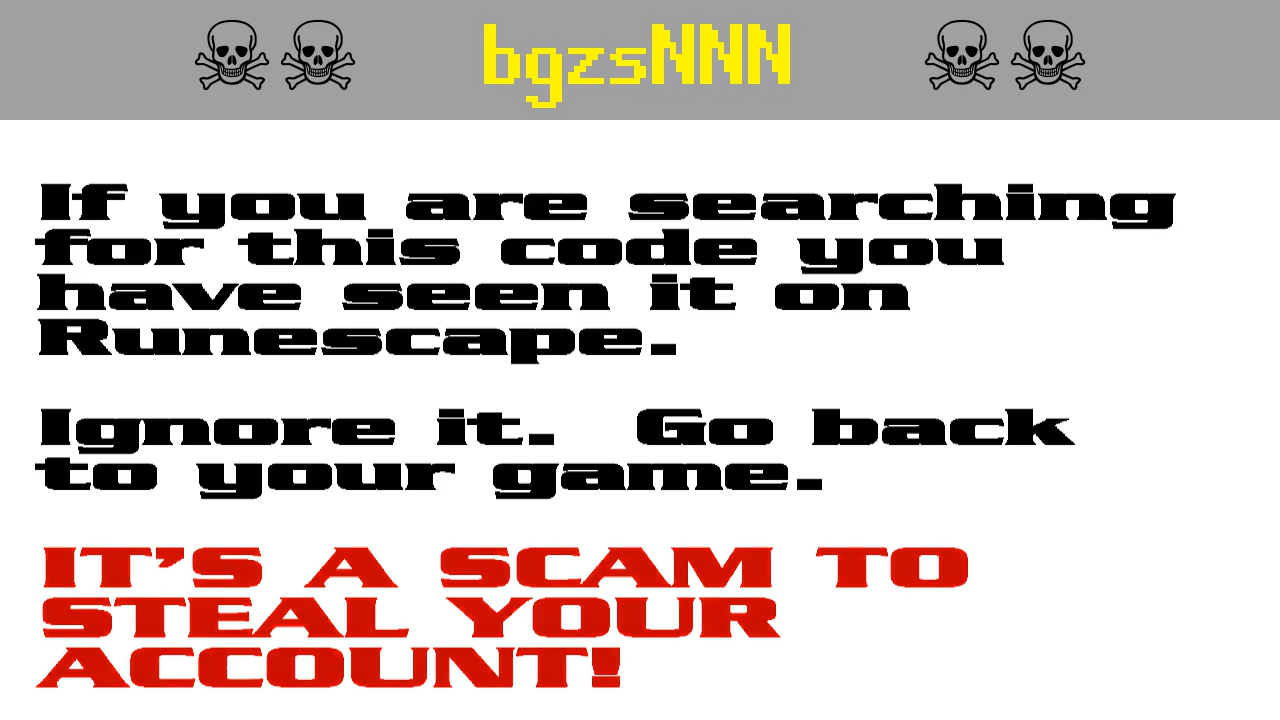 bgzsNNN
If you are searching
for this code you
have seen it on
Runescape.
Ignore it.  Go back
to your game.
IT'S A SCAM TO
STEAL YOUR
ACCOUNT!